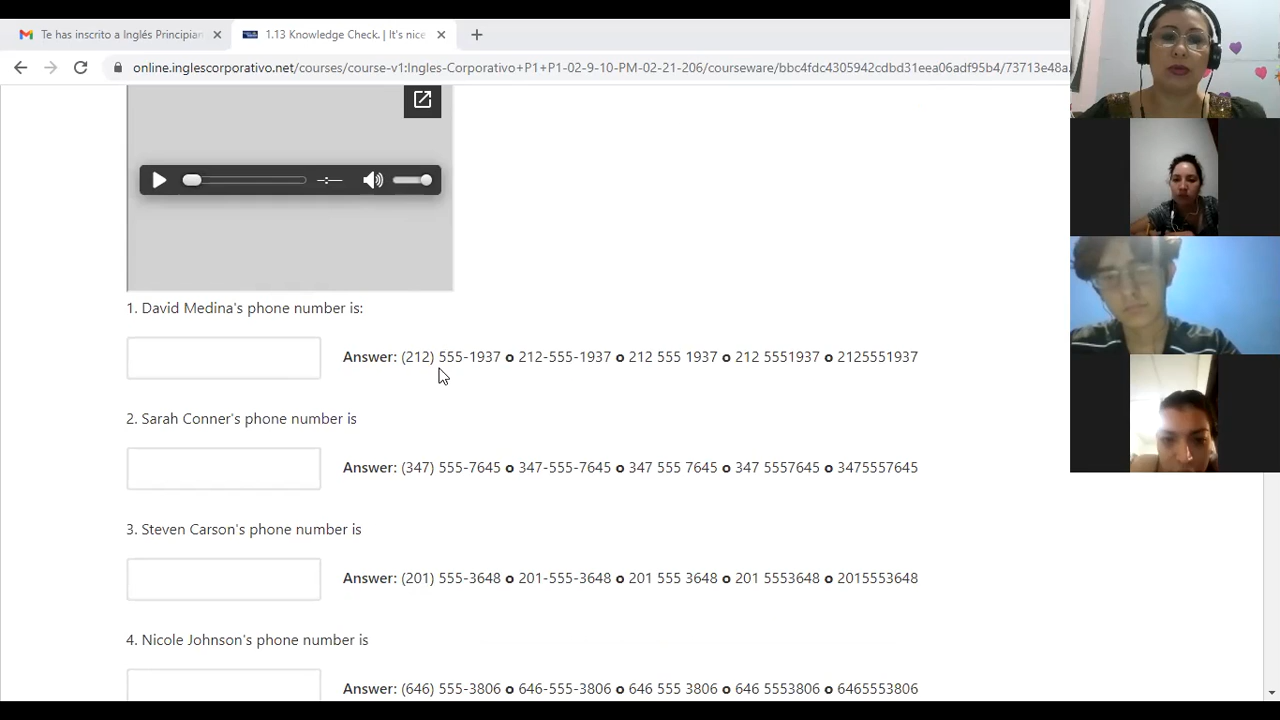 Te has inscrito a Inglés Principian
1.13 Knowledge Check. | It's nice
online.inglescorporativo.net/courses/course-v1:Ingles-Corporativo+P1+P1-02-9-10-PM-02-21-206/courseware/bbc4fdc4305942cdbd31eea06adf95b4/73713e48a
-:--
1. David Medina's phone number is:
Answer: (212) 555-1937 o 212-555-1937 o 212 555 1937 o 212 5551937 o 2125551937
2. Sarah Conner's phone number is
Answer: (347) 555-7645 o 347-555-7645 o 347 555 7645 o 347 5557645 o 3475557645
3. Steven Carson's phone number is
Answer: (201) 555-3648 o 201-555-3648 o 201 555 3648 o 201 5553648 o 2015553648
4. Nicole Johnson's phone number is
Answer: (646) 555-3806 o 646-555-3806 o 646 555 3806 o 646 5553806 o 6465553806